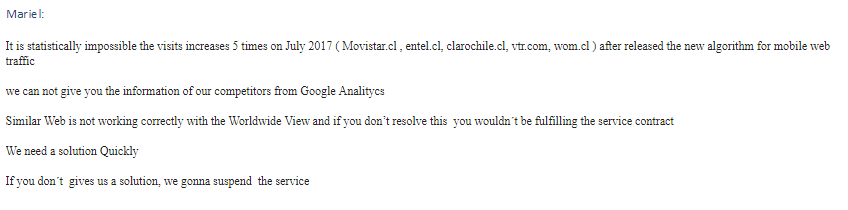 Mariel:
It is statistically impossible the visits increases 5 times on July 2017 ( Movistar.cl , entel.cl, clarochile.cl, vtr.com, wom.cl ) after released the new algorithm for mobile web
traffic
we can not give you the information of our competitors from Google Analitycs
Similar Web is not working correctly with the Worldwide View and if you don´t resolve this  you wouldn´t be fulfilling the service contract
We need a solution Quickly
If you don´t  gives us a solution, we gonna suspend  the service